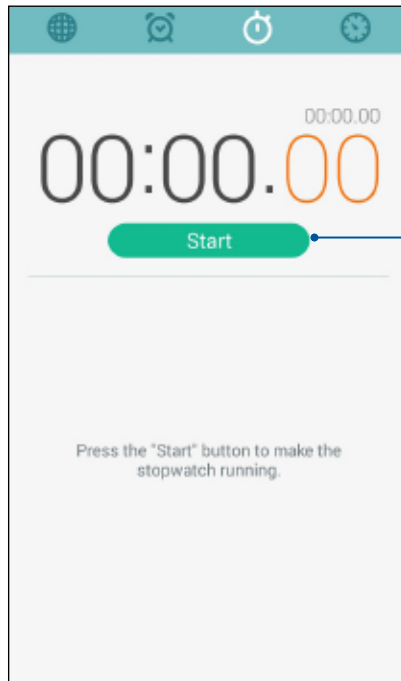 00:00.00
00:00.00
Start
Press the "Start" button to make the
stopwatch running.